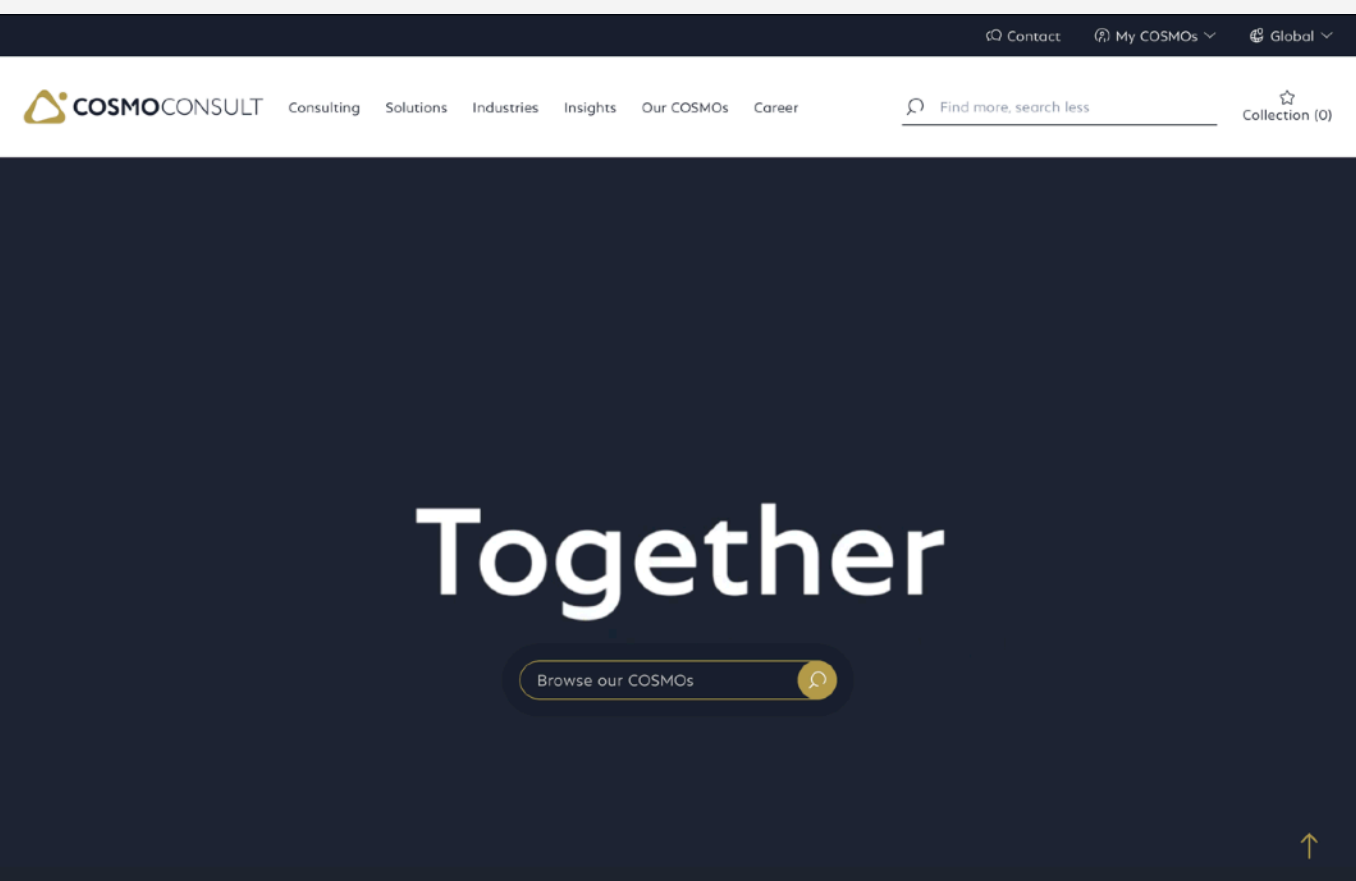 Contact My COSMOs Global
COSMOCONSULT Consulting Solutions Industries Insights Our COSMOs Career Find more, search less Collection (0)
Together
Browse our COSMOs